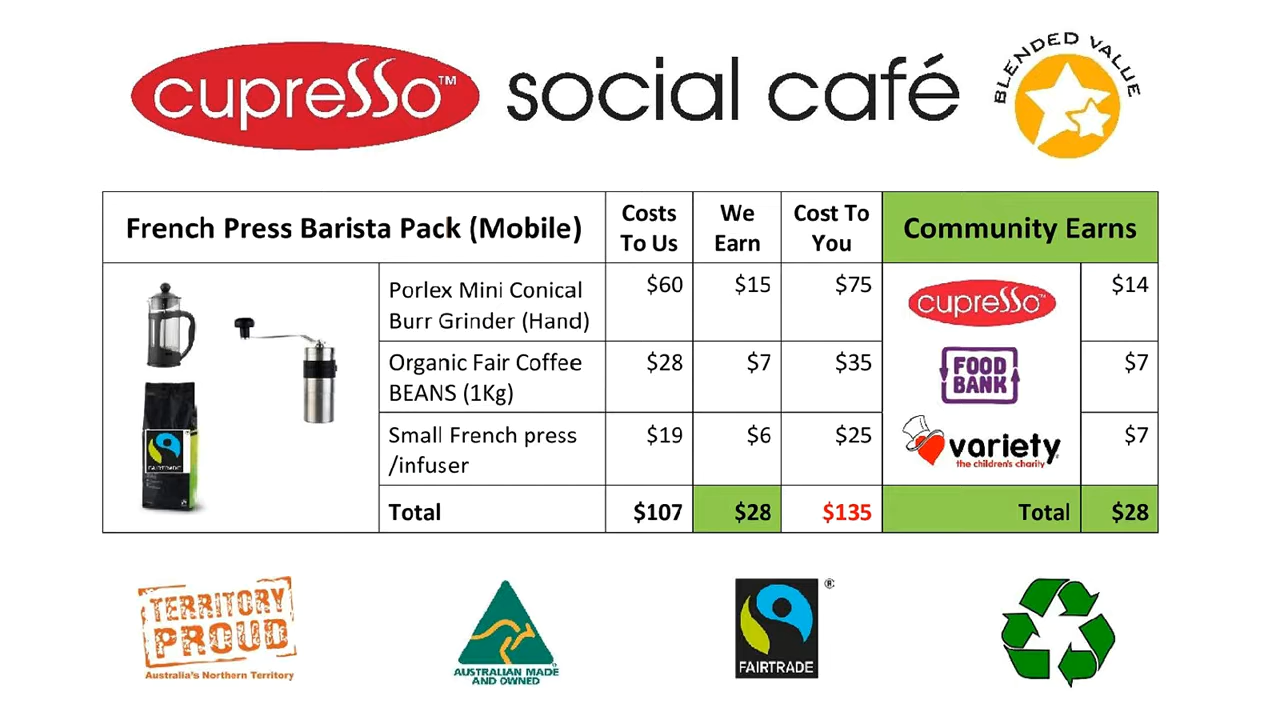 cupresso™ social café
BLENDED VALUE
French Press Barista Pack (Mobile)
Costs
To Us
We
Earn
Cost To
You
Community Earns
Porlex Mini Conical
Burr Grinder (Hand)
$60
$15
$75
cupresso™
$14
Organic Fair Coffee
BEANS (1Kg)
$28
$7
$35
FOOD
BANK
$7
Small French press
/infuser
$19
$6
$25
variety®
the children's charity
$7
FAIRTRADE
Total
$107
$28
$135
Total
$28
TERRITORY
PROUD
Australia's Northern Territory
AUSTRALIAN MADE
AND OWNED
®
FAIRTRADE